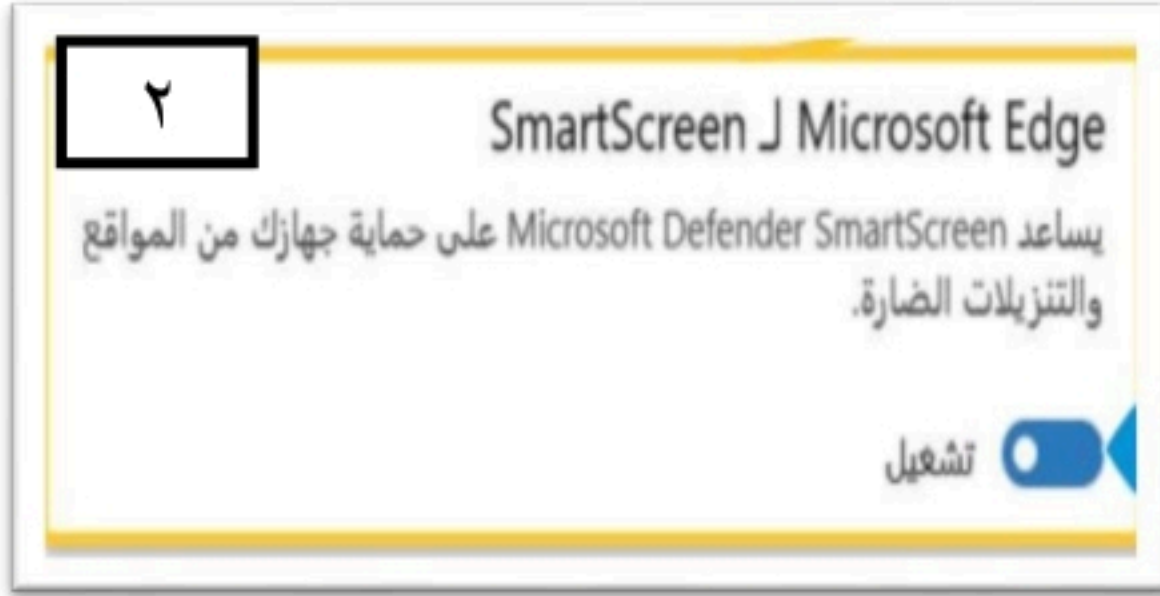 ٢
SmartScreen لـ Microsoft Edge
يساعد Microsoft Defender SmartScreen على حماية جهازك من المواقع
والتنزيلات الضارة.
تشغيل